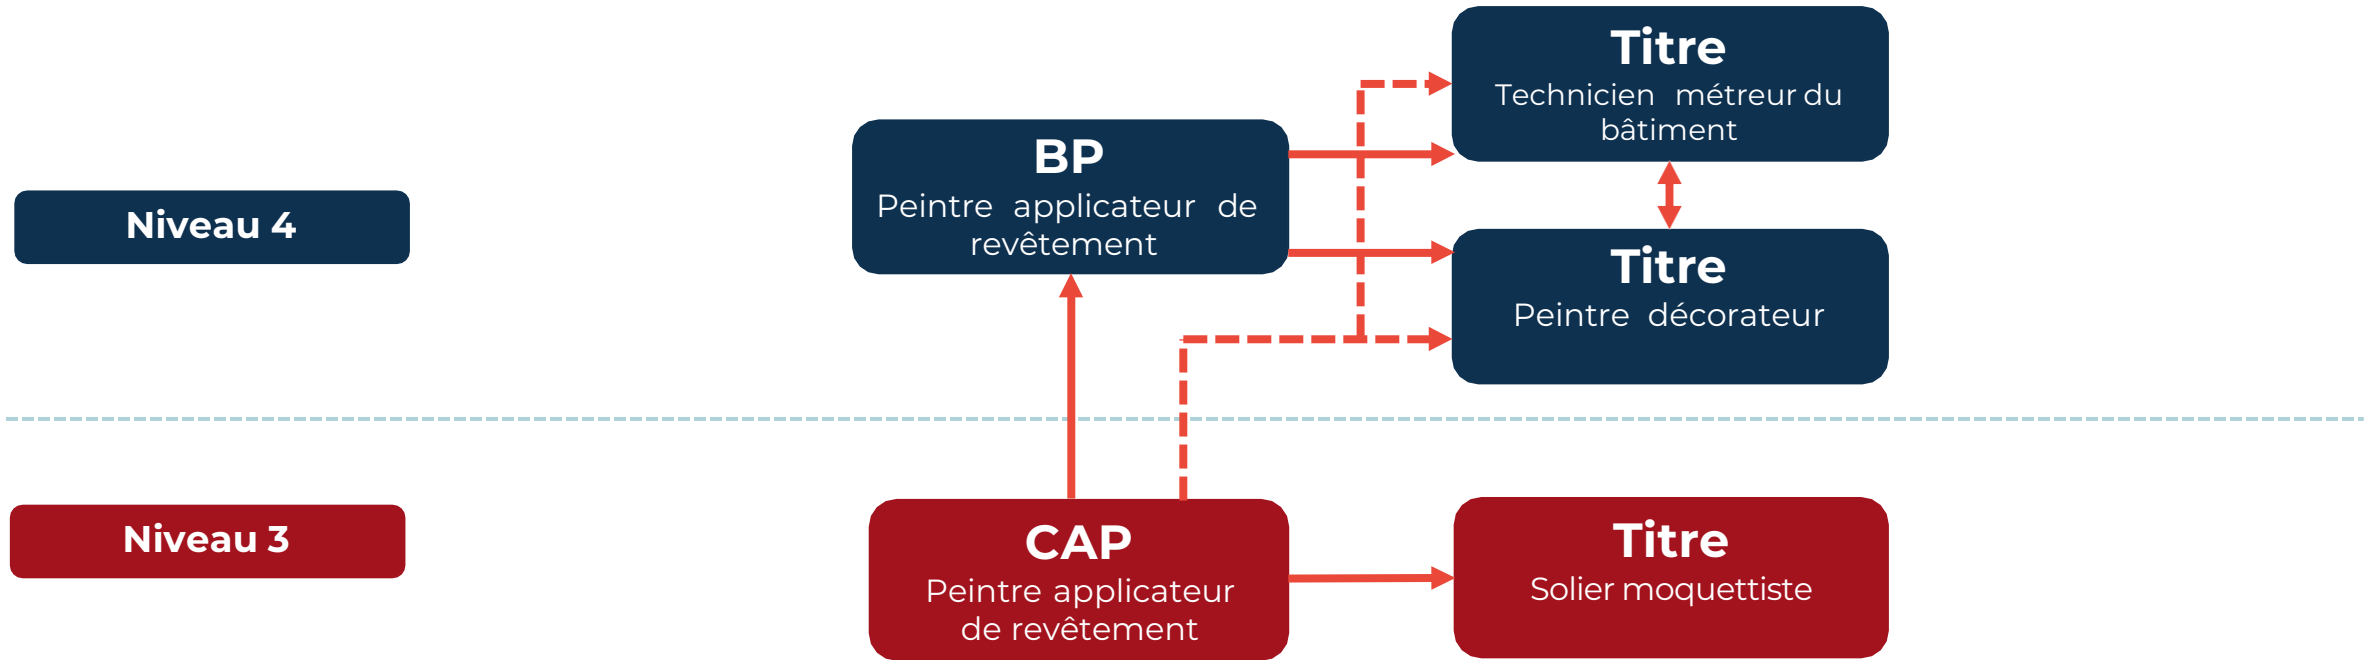 Titre
Technicien métreur du
bâtiment
BP
Peintre applicateur de
revêtement
Niveau 4
Titre
Peintre décorateur
Niveau 3
CAP
Peintre applicateur
de revêtement
Titre
Solier moquettiste